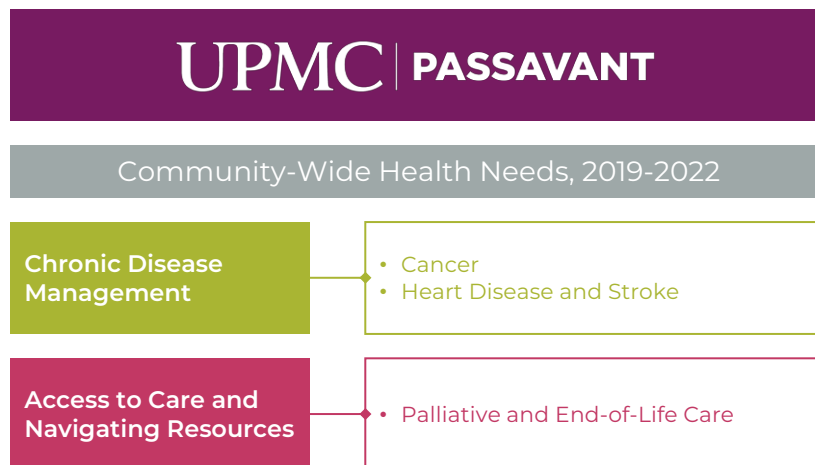 UPMC | PASSAVANT
Community-Wide Health Needs, 2019-2022
Chronic Disease
Management
• Cancer
• Heart Disease and Stroke
Access to Care and
Navigating Resources
• Palliative and End-of-Life Care